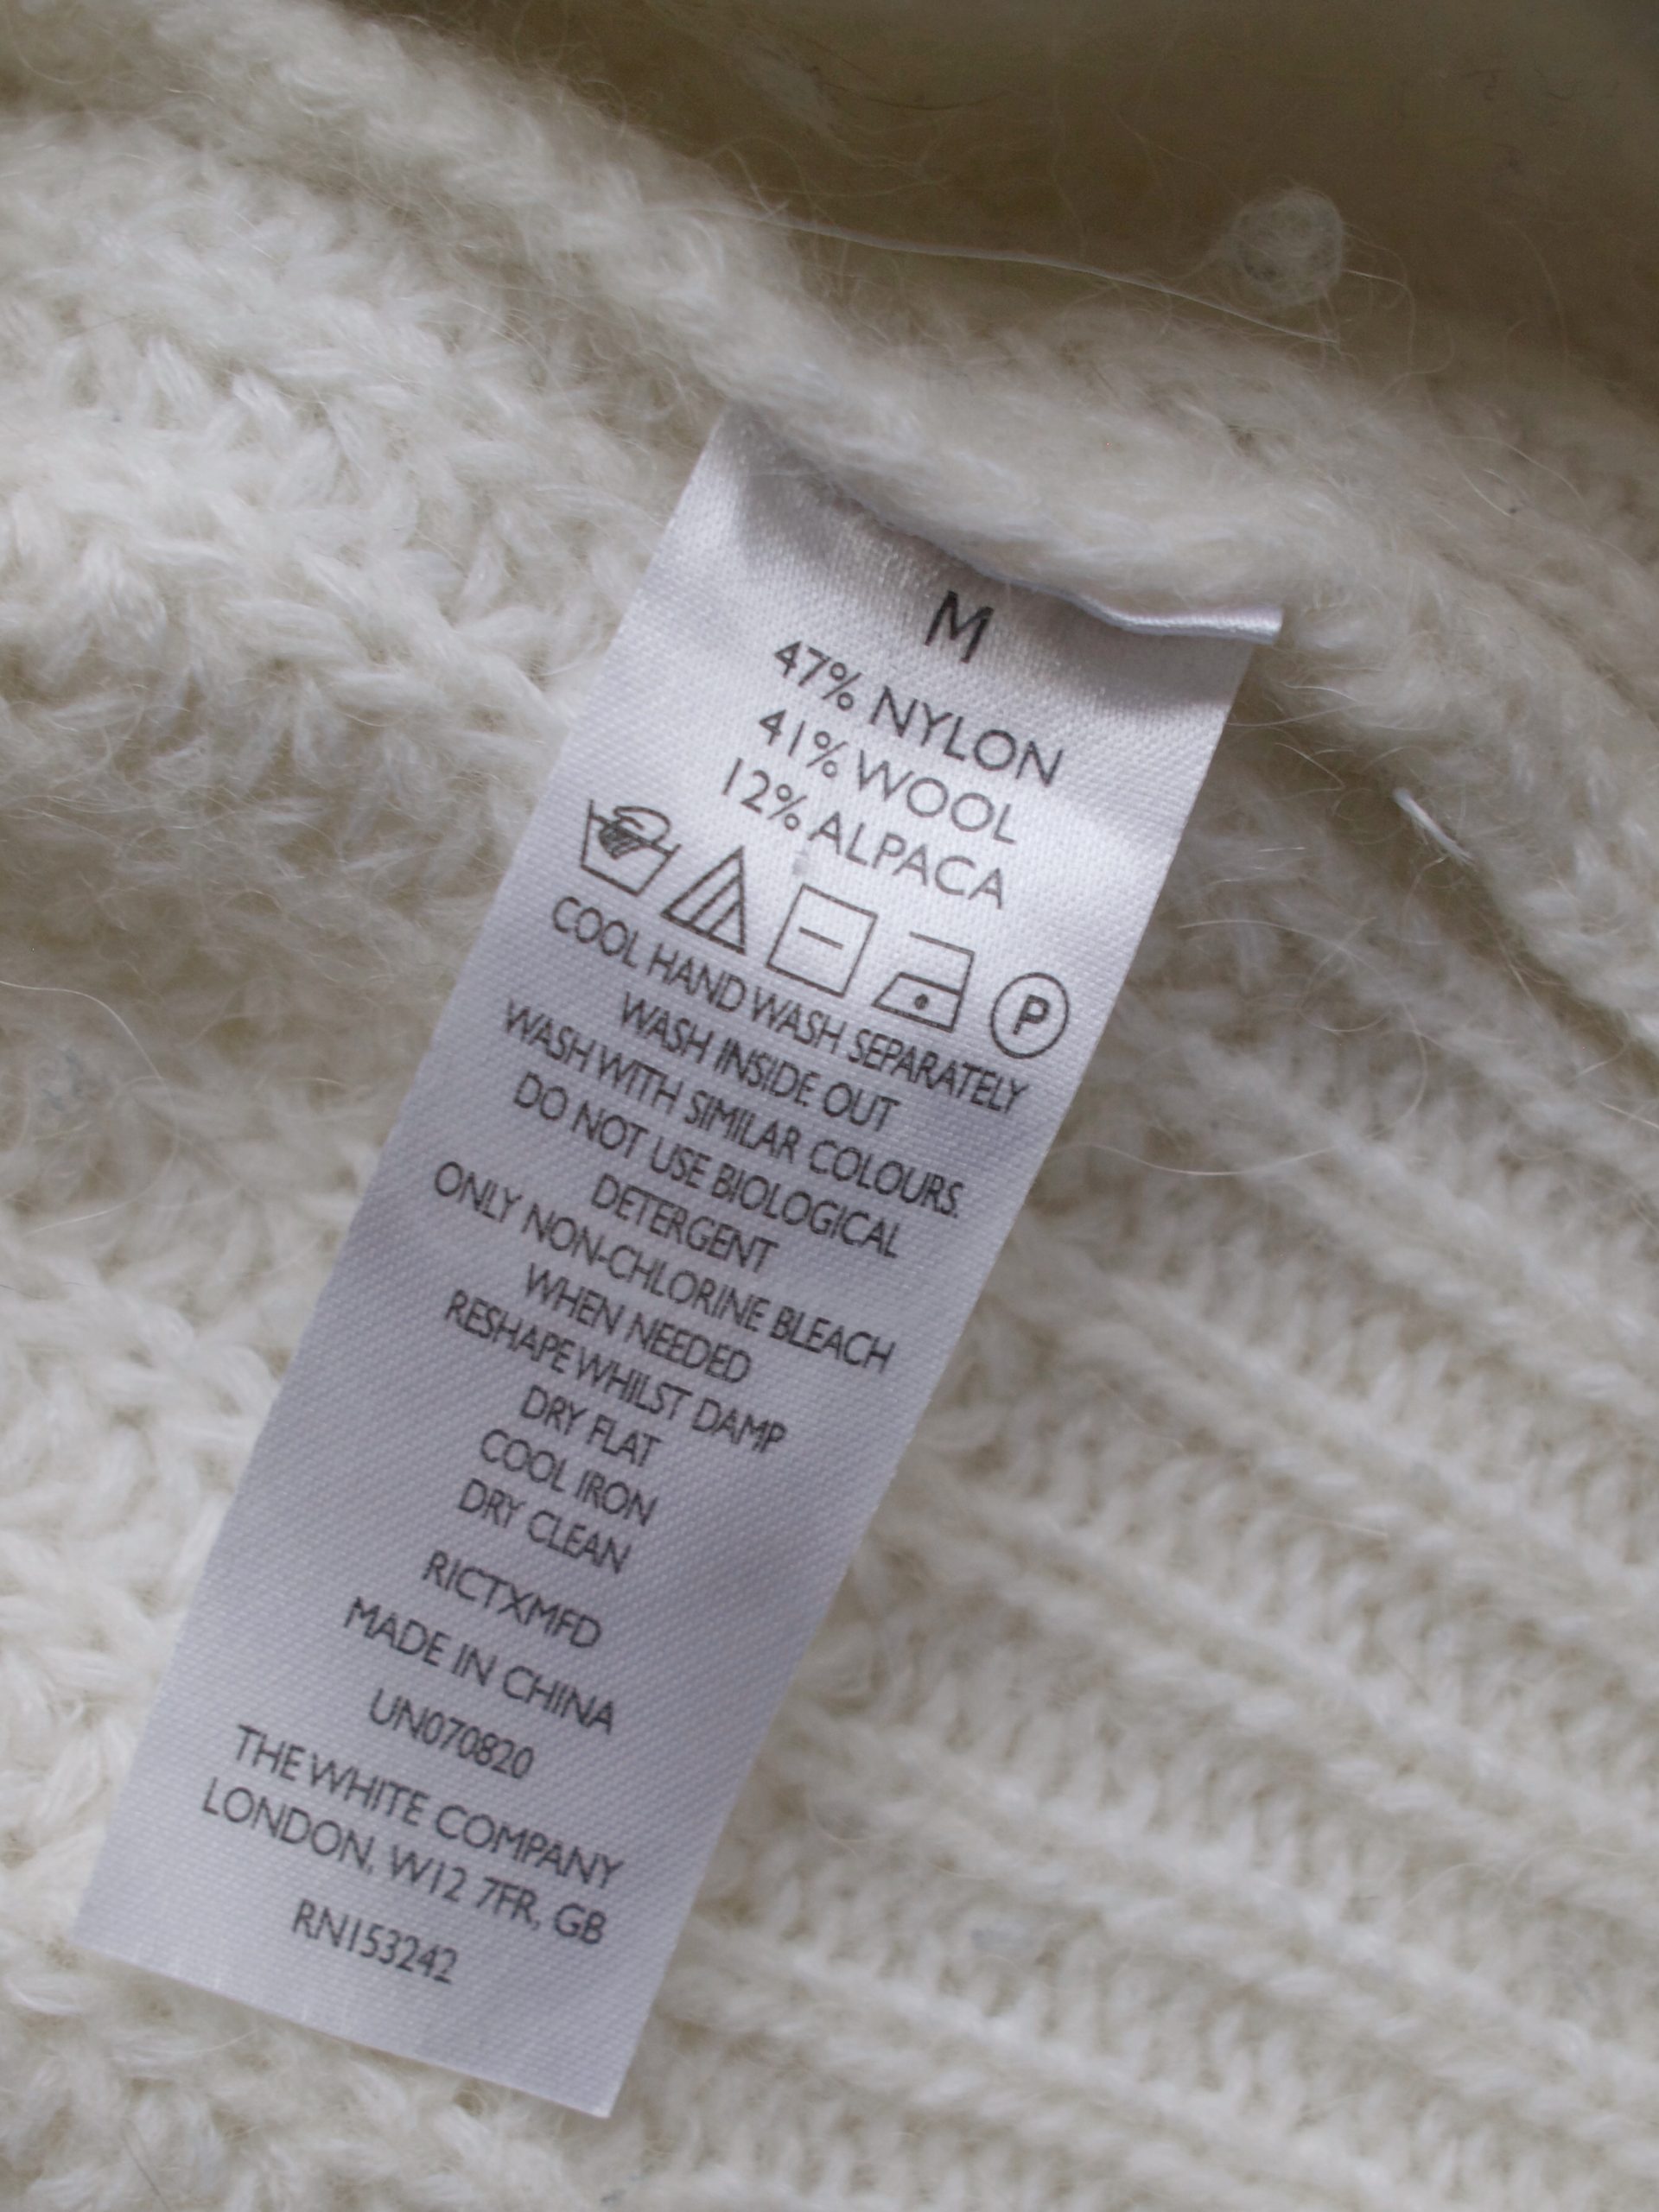 M
47% NYLON
41% WOOL
12% ALPACA
P
COOL HAND WASH SEPARATELY
WASH INSIDE OUT
WASH WITH SIMILAR COLOURS.
DO NOT USE BIOLOGICAL
DETERGENT
ONLY NON-CHLORINE BLEACH
WHEN NEEDED
RESHAPE WHILST DAMP
DRY FLAT
COOL IRON
DRY CLEAN
RICTXMFD
MADE IN CHINA
UN070820
THE WHITE COMPANY
LONDON, W12 7FR, GB
RN153242